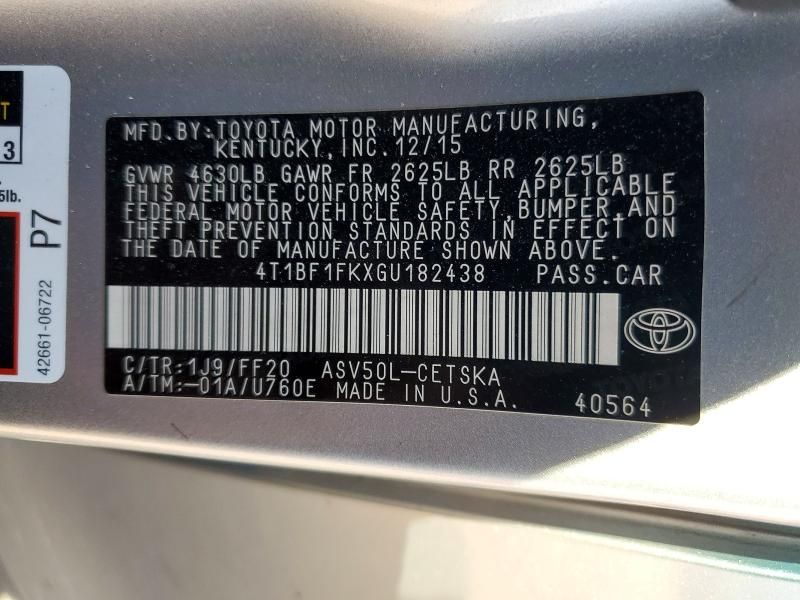 T
3
5lb.
P7
42661-06722
MFD.BY:TOYOTA MOTOR MANUFACTURING,
KENTUCKY,INC.12/15
GVWR 4630LB GAWR FR 2625LB RR 2625LB
THIS VEHICLE CONFORMS TO ALL APPLICABLE
FEDERAL MOTOR VEHICLE SAFETY,BUMPER,AND
THEFT PREVENTION STANDARDS IN EFFECT ON
THE DATE OF MANUFACTURE SHOWN ABOVE.
4T1BF1FKXGU182438 PASS.CAR
C/TR:1J9/FF20 ASV50L-CETSKA
A/TM:-01A/U760E MADE IN U.S.A. 40564
TOYOTA